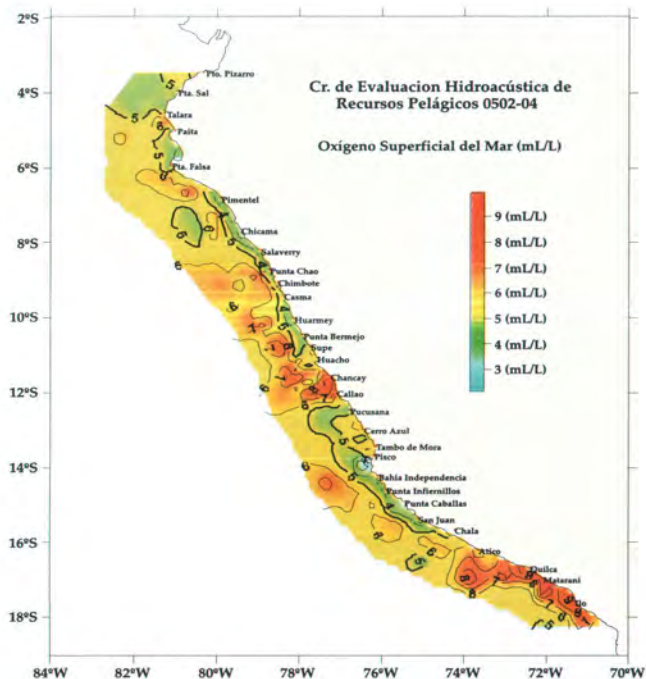 2°S
4°S
6°S
8°S
10°S
12°S
14°S
16°S
18°S
84°W
82°W
80°W
78°W
76°W
74°W
72°W
70°W
Cr. de Evaluacion Hidroacústica de
Recursos Pelágicos 0502-04
Oxígeno Superficial del Mar (mL/L)
9 (mL/L)
8 (mL/L)
7 (mL/L)
6 (mL/L)
5 (mL/L)
4 (mL/L)
3 (mL/L)
Pto. Pizarro
Pta. Sal
Talara
Paita
Pta. Falsa
Pimentel
Chicama
Salaverry
Punta Chao
Chimbote
Casma
Huarmey
Punta Bermejo
Supe
Huacho
Chancay
Callao
Pucusana
Cerro Azul
Tambo de Mora
Pisco
Bahia Independencia
Punta Infiernillos
Punta Caballas
San Juan
Chala
Atico
Quilca
Matarani
Ilo